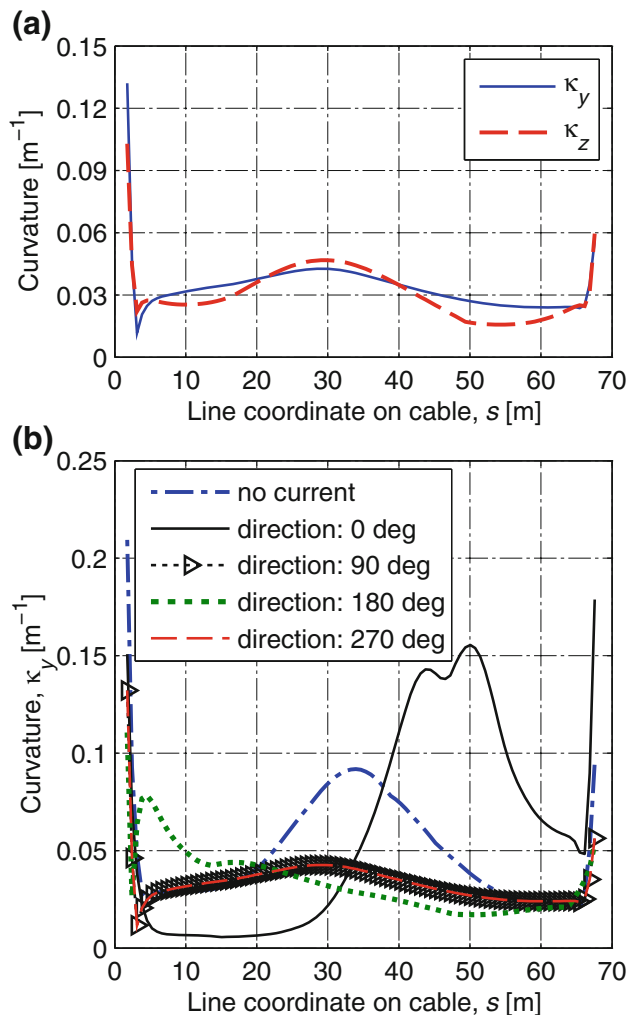 (a)
0.15
0.12
0.09
0.06
0.03
0
Curvature [m−1]
κy
κz
0 10 20 30 40 50 60 70
Line coordinate on cable, s [m]
(b)
0.25
0.2
0.15
0.1
0.05
0
Curvature, κy [m−1]
no current
direction: 0 deg
direction: 90 deg
direction: 180 deg
direction: 270 deg
0 10 20 30 40 50 60 70
Line coordinate on cable, s [m]